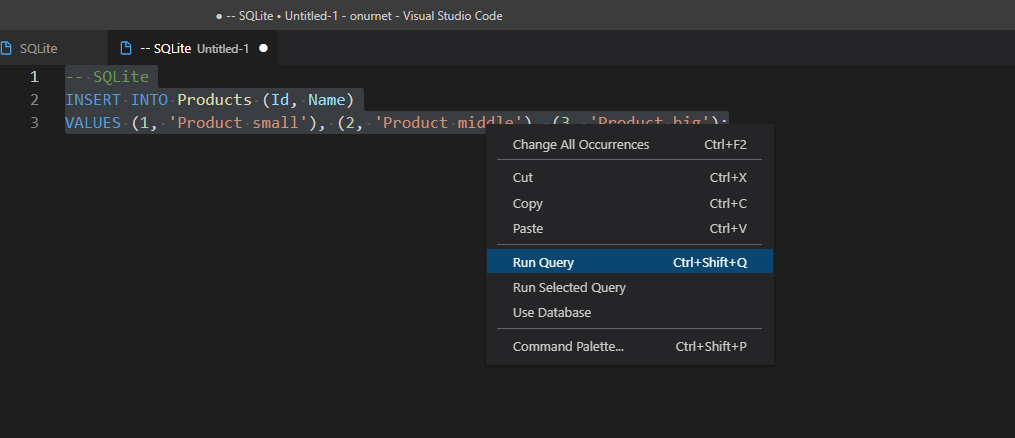 ● -- SQLite • Untitled-1 - onurnet - Visual Studio Code
SQLite
-- SQLite Untitled-1 ●
1 -- SQLite
2 INSERT INTO Products (Id, Name)
3 VALUES (1, 'Product small'), (2, 'Product middle'), (3, 'Product big');
Change All Occurrences Ctrl+F2
Cut Ctrl+X
Copy Ctrl+C
Paste Ctrl+V
Run Query Ctrl+Shift+Q
Run Selected Query
Use Database
Command Palette... Ctrl+Shift+P